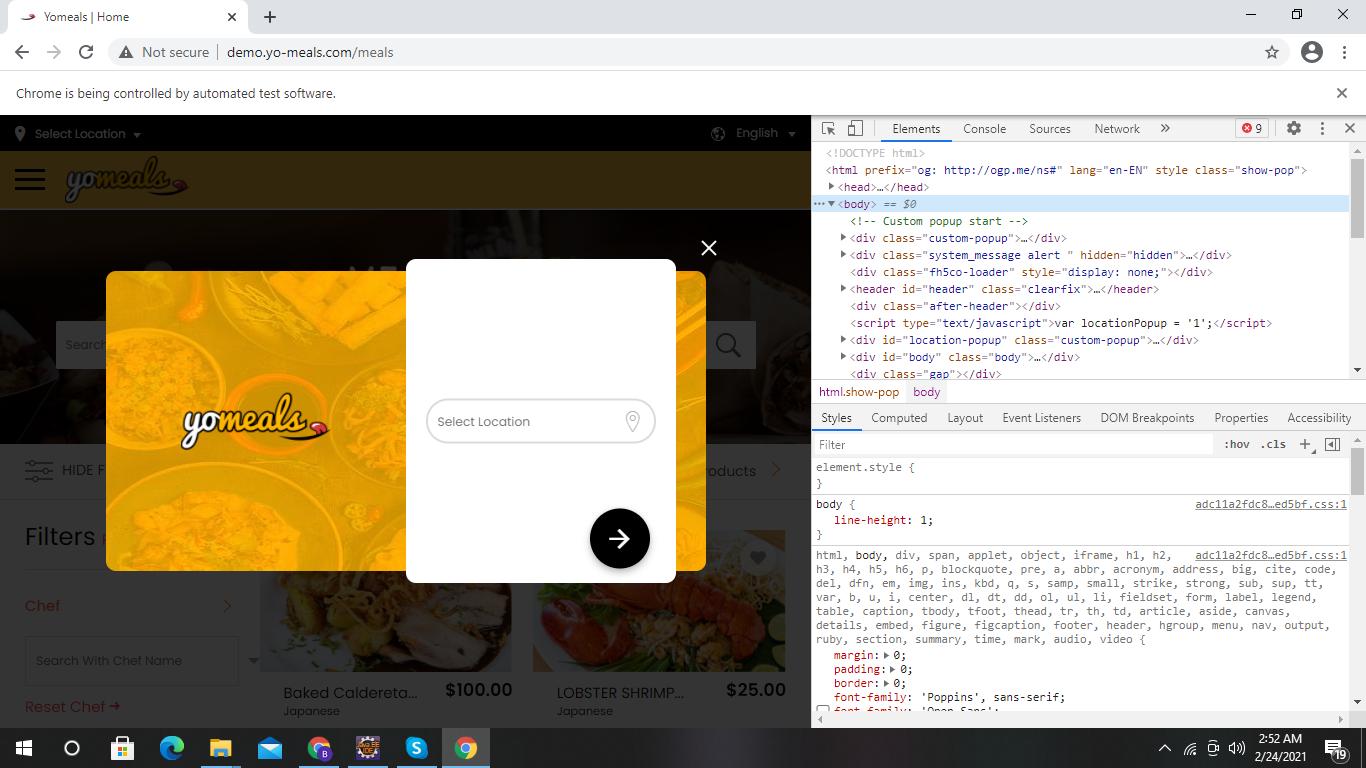 Yomeals | Home
Not secure
demo.yo-meals.com/meals
Chrome is being controlled by automated test software.
Select Location
English
yomeals
Search
HIDE F
oducts
Filters
Chef
Search With Chef Name
Reset Chef
yomeals
Select Location
Baked Caldereta... $100.00
Japanese
LOBSTER SHRIMP... $25.00
Japanese
Elements Console Sources Network » 9
<!DOCTYPE html>
<html prefix="og: http://ogp.me/ns#" lang="en-EN" style class="show-pop">
<head>…</head>
<body> == $0
<!-- Custom popup start -->
<div class="custom-popup">…</div>
<div class="system_message alert " hidden="hidden">…</div>
<div class="fh5co-loader" style="display: none;"></div>
<header id="header" class="clearfix">…</header>
<div class="after-header"></div>
<script type="text/javascript">var locationPopup = '1';</script>
<div id="location-popup" class="custom-popup">…</div>
<div id="body" class="body">…</div>
<div class="gap"></div>
html.show-pop body
Styles Computed Layout Event Listeners DOM Breakpoints Properties Accessibility
Filter :hov .cls +
element.style {
}
body { adc11a2fdc8…ed5bf.css:1
line-height: 1;
}
html, body, div, span, applet, object, iframe, h1, h2, adc11a2fdc8…ed5bf.css:1
h3, h4, h5, h6, p, blockquote, pre, a, abbr, acronym, address, big, cite, code,
del, dfn, em, img, ins, kbd, q, s, samp, small, strike, strong, sub, sup, tt,
var, b, u, i, center, dl, dt, dd, ol, ul, li, fieldset, form, label, legend,
table, caption, tbody, tfoot, thead, tr, th, td, article, aside, canvas,
details, embed, figure, figcaption, footer, header, hgroup, menu, nav, output,
ruby, section, summary, time, mark, audio, video {
margin: 0;
padding: 0;
border: 0;
font-family: 'Poppins', sans-serif;
font-family: 'Open Sans';
2:52 AM
2/24/2021
19